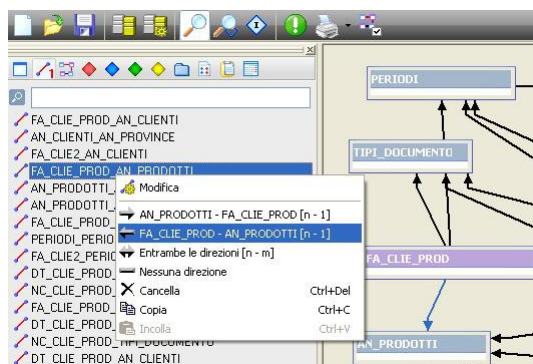 FA_CLIE_PROD_AN_CLIENTI
AN_CLIENTI_AN_PROVINCE
FA_CLIE2_AN_CLIENTI
FA_CLIE_PROD_AN_PRODOTTI
AN_PRODOTTI_
AN_PRODOTTI_
FA_CLIE_PROD_
PERIODI_PERIO
FA_CLIE2_PERIO
DT_CLIE_PROD_
NC_CLIE_PROD_
FA_CLIE_PROD_
DT_CLIE_PROD_
NC_CLIE_PROD_TIPI_DOCUMENTO
DT_CLIE_PROD_AN_CLIENTI
Modifica
AN_PRODOTTI - FA_CLIE_PROD [n - 1]
FA_CLIE_PROD - AN_PRODOTTI [n - 1]
Entrambe le direzioni [n - m]
Nessuna direzione
Cancella Ctrl+Del
Copia Ctrl+C
Incolla Ctrl+V
PERIODI
TIPI_DOCUMENTO
FA_CLIE_PROD
AN_PRODOTTI